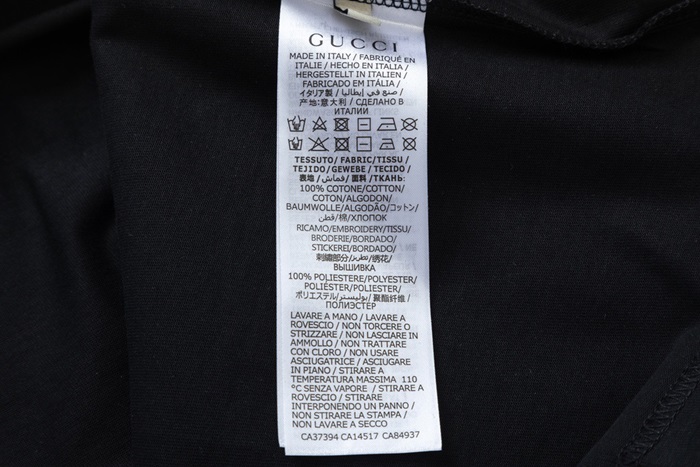 GUCCI
MADE IN ITALY / FABRIQUÉ EN
ITALIE / HECHO EN ITALIA /
HERGESTELLT IN ITALIEN /
FABRICADO EM ITÁLIA /
イタリア製 / صنع في إيطاليا /
产地:意大利 / СДЕЛАНО В
ИТАЛИИ
TESSUTO/ FABRIC/TISSU /
TEJIDO/GEWEBE / TECIDO /
表地 / قماش / 面料 / ТКАНЬ:
100% COTONE/COTTON/
COTON/ALGODON/
BAUMWOLLE/ALGODÃO/コットン/
قطن/棉/ХЛОПОК
RICAMO/EMBROIDERY/TISSU/
BRODERIE/BORDADO/
STICKEREI/BORDADO/
刺繍部分/تطريز/绣花/
ВЫШИВКА
100% POLIESTERE/POLYESTER/
POLIÉSTER/POLIESTER/
ポリエステル/بوليستر/聚酯纤维/
ПОЛИЭСТЕР
LAVARE A MANO / LAVARE A
ROVESCIO / NON TORCERE O
STRIZZARE / NON LASCIARE IN
AMMOLLO / NON TRATTARE
CON CLORO / NON USARE
ASCIUGATRICE / ASCIUGARE
IN PIANO / STIRARE A
TEMPERATURA MASSIMA 110
°C SENZA VAPORE / STIRARE A
ROVESCIO / STIRARE
INTERPONENDO UN PANNO /
NON STIRARE LA STAMPA /
NON LAVARE A SECCO
CA37394 CA14517 CA84937